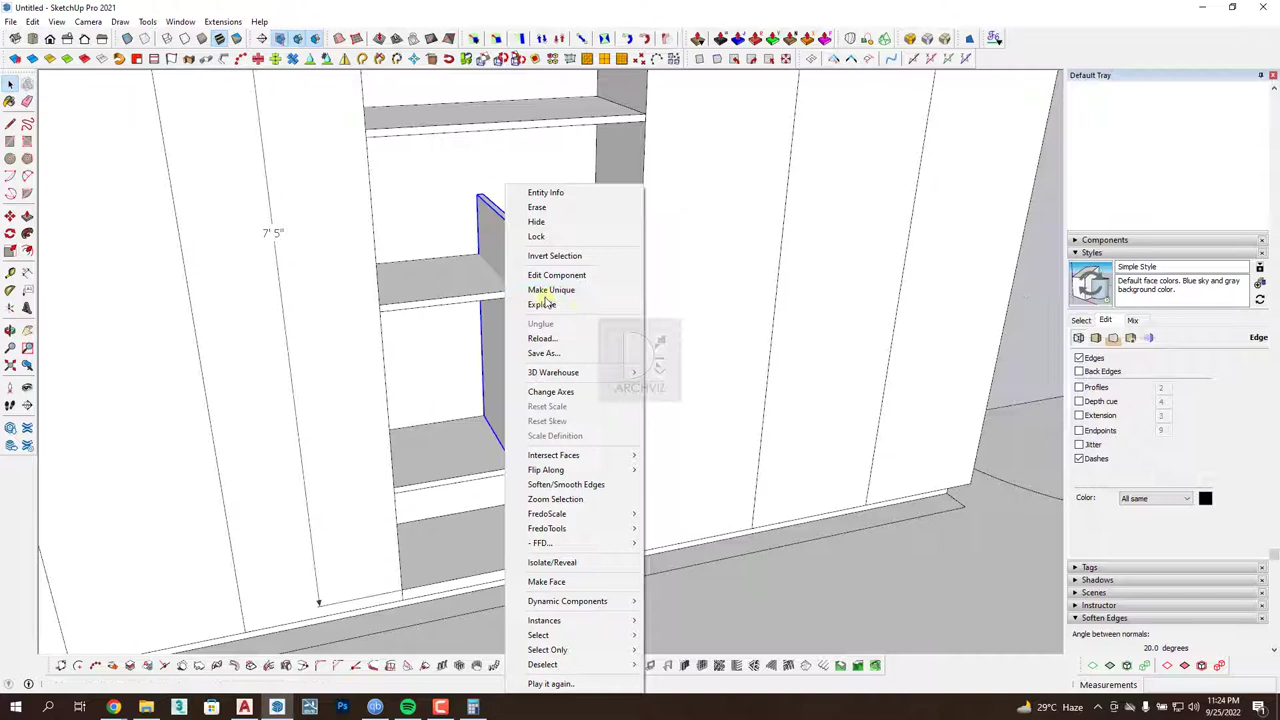 Untitled - SketchUp Pro 2021
File Edit View Camera Draw Tools Window Extensions Help
Default Tray
7' 5"
Entity Info
Erase
Hide
Lock
Invert Selection
Edit Component
Make Unique
Explode
Unglue
Reload...
Save As...
3D Warehouse
Change Axes
Reset Scale
Reset Skew
Scale Definition
Intersect Faces
Flip Along
Soften/Smooth Edges
Zoom Selection
FredoScale
FredoTools
- FFD...
Isolate/Reveal
Make Face
Dynamic Components
Instances
Select
Select Only
Deselect
Play it again..
ARCHVIZ
Components
Styles
Simple Style
Default face colors. Blue sky and gray background color.
Select Edit Mix
Edge
Edges
Back Edges
Profiles 2
Depth cue 4
Extension 3
Endpoints 9
Jitter
Dashes
Color: All same
Tags
Shadows
Scenes
Instructor
Soften Edges
Angle between normals:
20.0 degrees
Measurements
29°C Haze
11:24 PM
9/25/2022